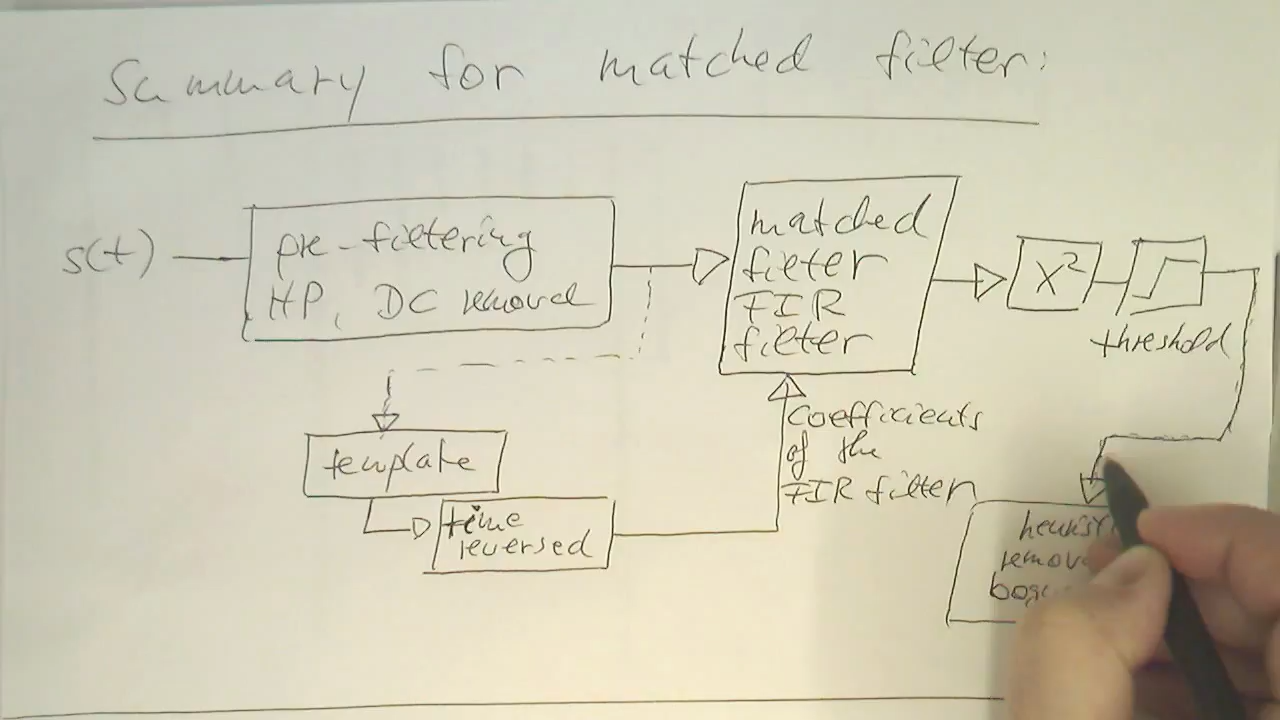 Summary for matched filter:
s(t)
pre-filtering
HP, DC removal
matched
filter
FIR
filter
X²
threshold
template
time
reversed
coefficients
of the
FIR filter